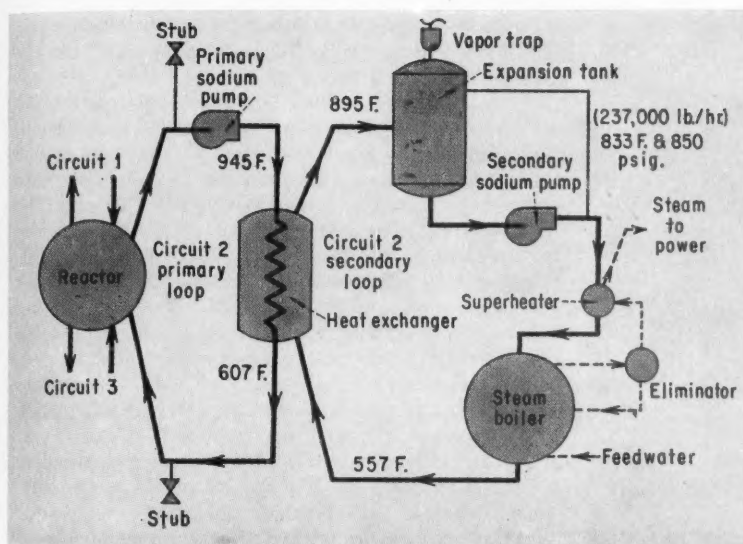 Stub
Vapor trap
Primary
sodium pump
Expansion tank
895 F.
(237,000 lb./hr.)
833 F. & 850
psig.
945 F.
Circuit 1
Secondary
sodium pump
Steam
to
power
Circuit 2
primary
loop
Circuit 2
secondary
loop
Reactor
Superheater
Heat exchanger
Circuit 3
607 F.
Steam
boiler
Eliminator
557 F.
Feedwater
Stub